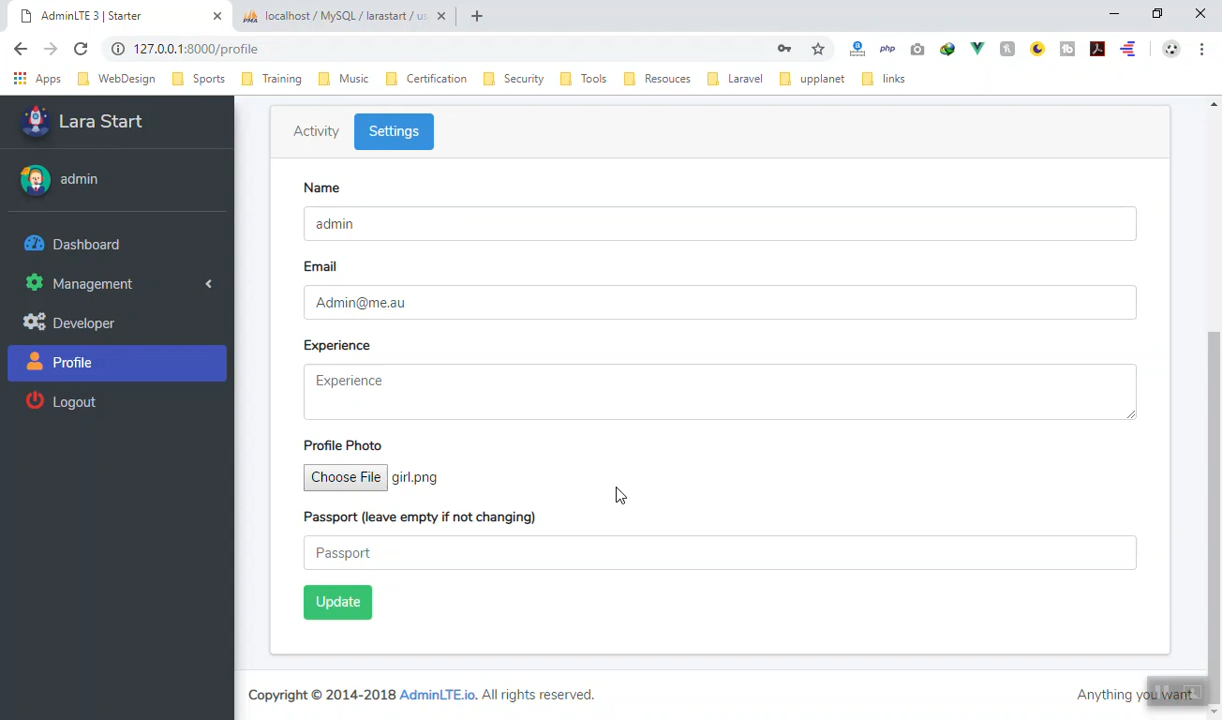 AdminLTE 3 | Starter
localhost / MySQL / larastart / us
127.0.0.1:8000/profile
php
Apps WebDesign Sports Training Music Certification Security Tools Resouces Laravel upplanet links
Lara Start
admin
Dashboard
Management
Developer
Profile
Logout
Activity Settings
Name
admin
Email
Admin@me.au
Experience
Experience
Profile Photo
Choose File girl.png
Passport (leave empty if not changing)
Passport
Update
Copyright © 2014-2018 AdminLTE.io. All rights reserved.
Anything you want